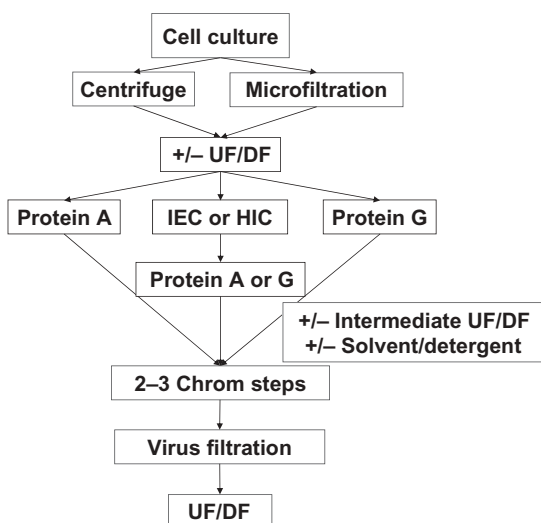 Cell culture
Centrifuge
Microfiltration
+/– UF/DF
Protein A
IEC or HIC
Protein G
Protein A or G
+/– Intermediate UF/DF
+/– Solvent/detergent
2–3 Chrom steps
Virus filtration
UF/DF